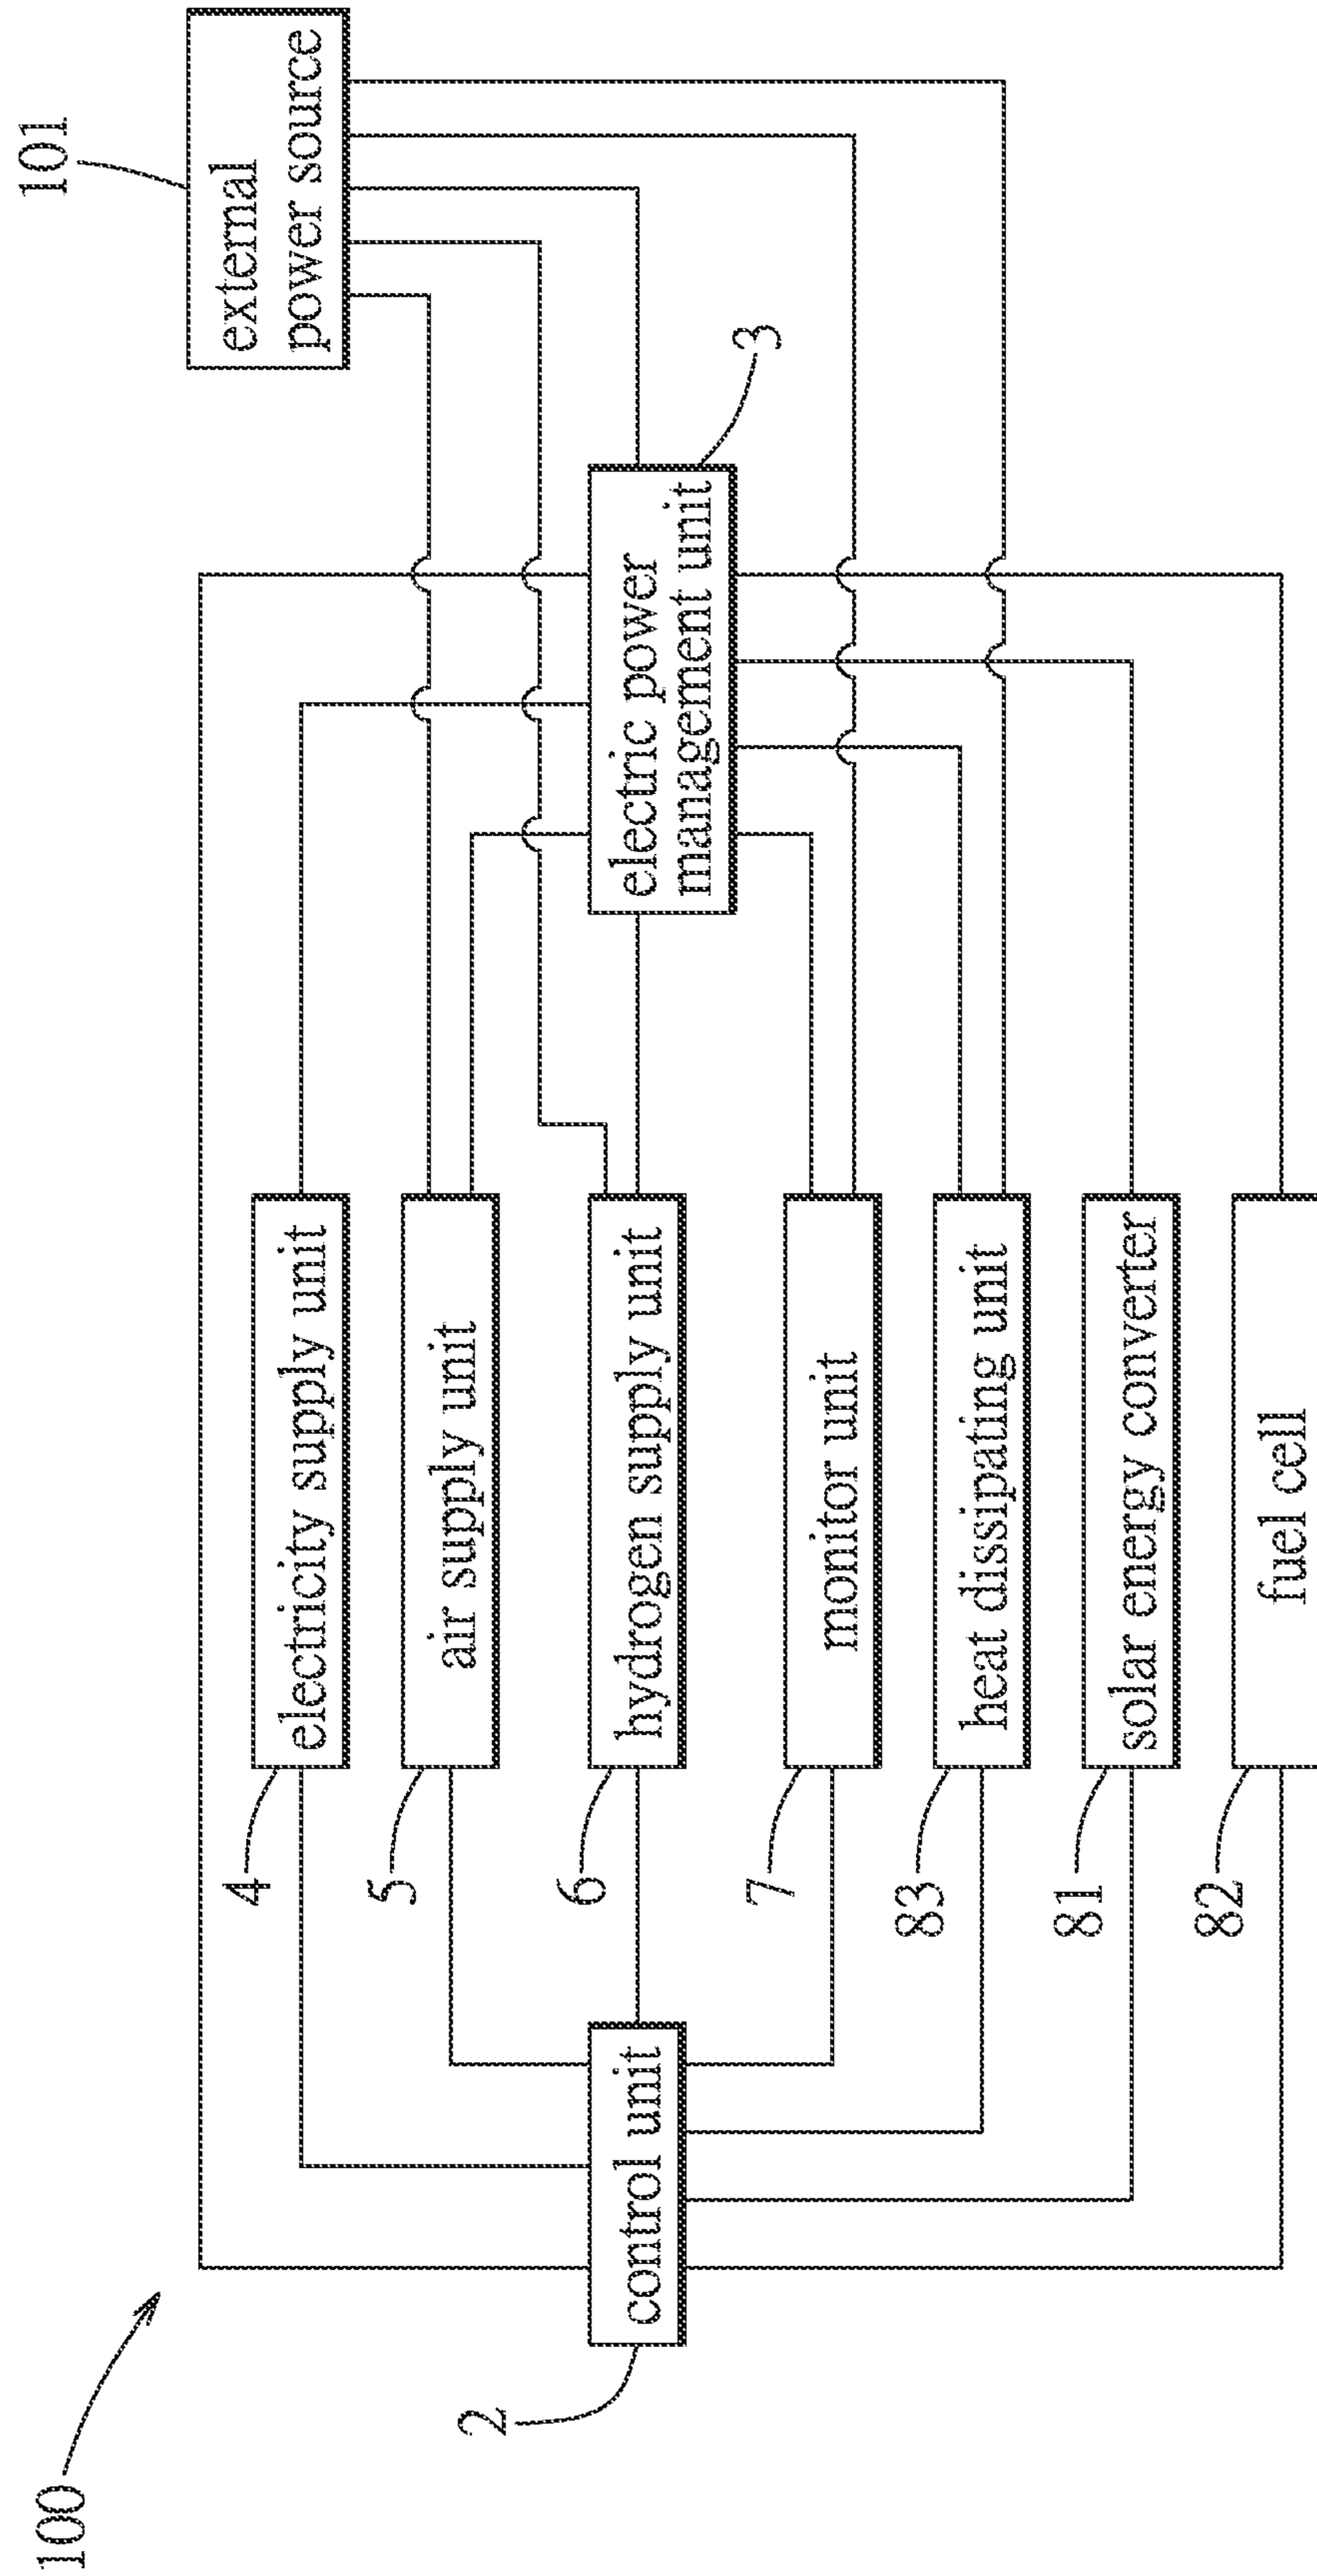 100
101
external
power source
electricity supply unit
4
air supply unit
5
hydrogen supply unit
6
electric power
management unit
3
control unit
2
monitor unit
7
heat dissipating unit
83
solar energy converter
81
fuel cell
82